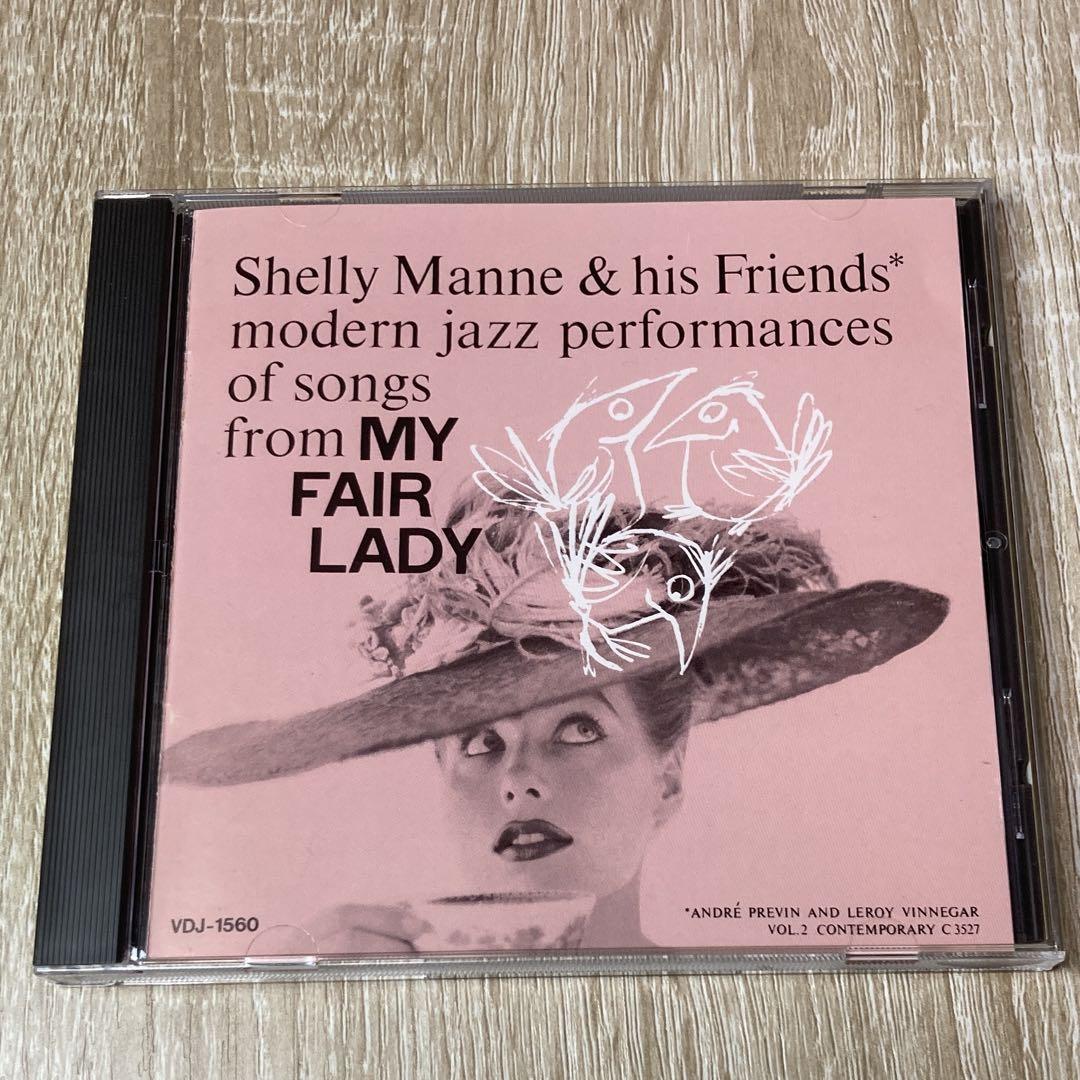 Shelly Manne & his Friends*
modern jazz performances
of songs
from MY
FAIR
LADY
VDJ-1560
*ANDRÉ PREVIN AND LEROY VINNEGAR
VOL.2 CONTEMPORARY C3527